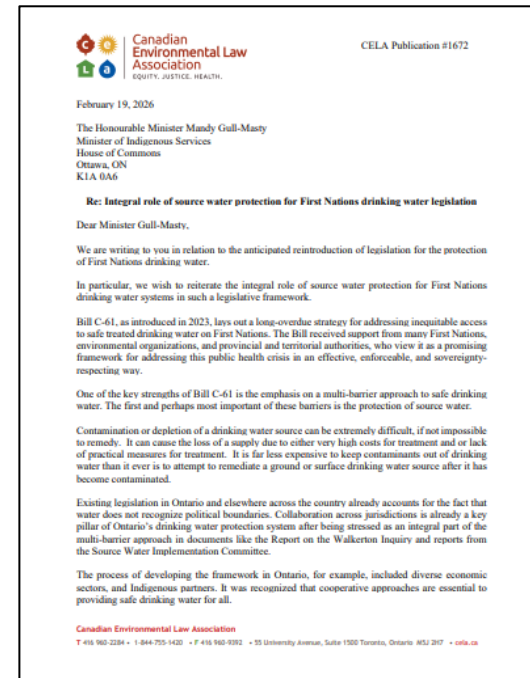 C e L a
Canadian
Environmental Law
Association
EQUITY. JUSTICE. HEALTH.
CELA Publication #1672
February 19, 2026
The Honourable Minister Mandy Gull-Masty
Minister of Indigenous Services
House of Commons
Ottawa, ON
K1A 0A6
Re: Integral role of source water protection for First Nations drinking water legislation
Dear Minister Gull-Masty,
We are writing to you in relation to the anticipated reintroduction of legislation for the protection
of First Nations drinking water.
In particular, we wish to reiterate the integral role of source water protection for First Nations
drinking water systems in such a legislative framework.
Bill C-61, as introduced in 2023, lays out a long-overdue strategy for addressing inequitable access
to safe treated drinking water on First Nations. The Bill received support from many First Nations,
environmental organizations, and provincial and territorial authorities, who view it as a promising
framework for addressing this public health crisis in an effective, enforceable, and sovereignty-
respecting way.
One of the key strengths of Bill C-61 is the emphasis on a multi-barrier approach to safe drinking
water. The first and perhaps most important of these barriers is the protection of source water.
Contamination or depletion of a drinking water source can be extremely difficult, if not impossible
to remedy. It can cause the loss of a supply due to either very high costs for treatment and or lack
of practical measures for treatment. It is far less expensive to keep contaminants out of drinking
water than it ever is to attempt to remediate a ground or surface drinking water source after it has
become contaminated.
Existing legislation in Ontario and elsewhere across the country already accounts for the fact that
water does not recognize political boundaries. Collaboration across jurisdictions is already a key
pillar of Ontario's drinking water protection system after being stressed as an integral part of the
multi-barrier approach in documents like the Report on the Walkerton Inquiry and reports from
the Source Water Implementation Committee.
The process of developing the framework in Ontario, for example, included diverse economic
sectors, and Indigenous partners. It was recognized that cooperative approaches are essential to
providing safe drinking water for all.
Canadian Environmental Law Association
T 416 960-2284 • 1-844-755-1420 • F 416 960-9392 • 55 University Avenue, Suite 1500 Toronto, Ontario M5J 2H7 • cela.ca